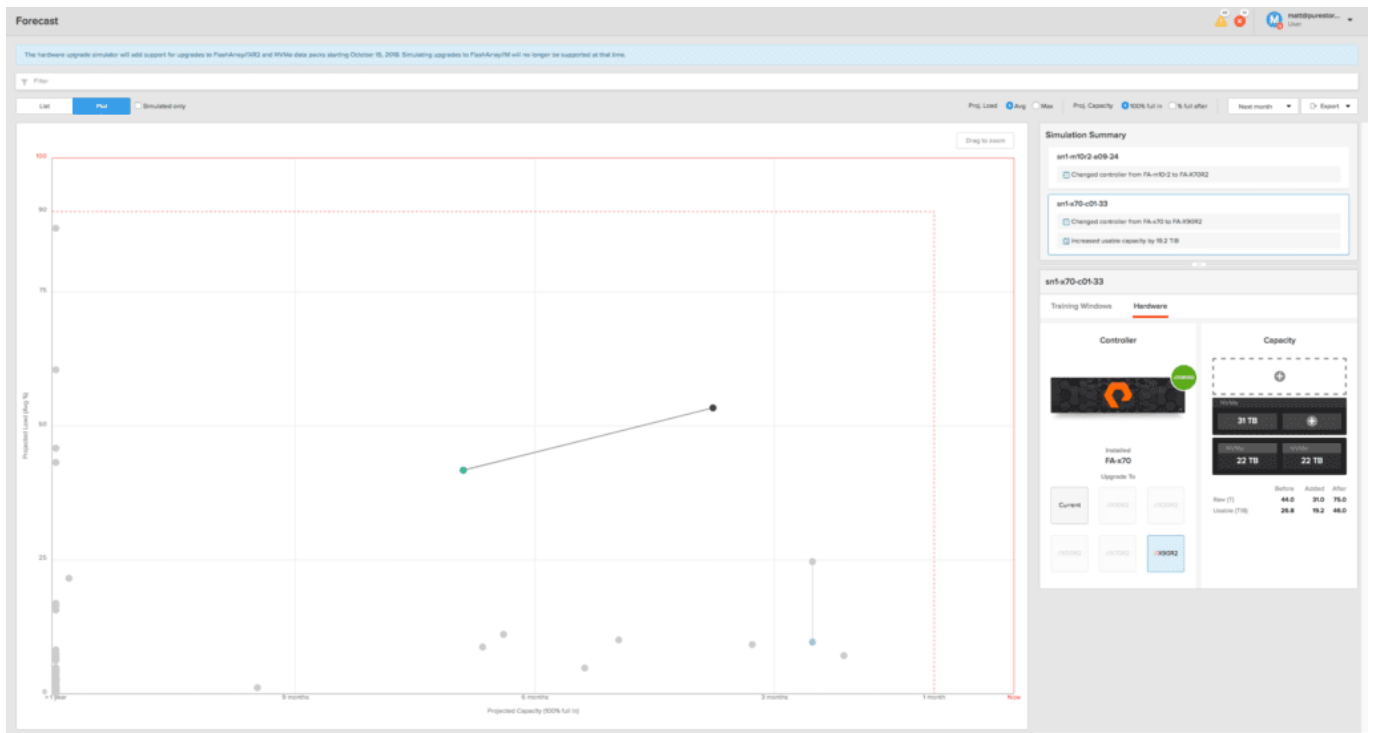 Forecast
matt@purestor...
User
The hardware upgrade simulator will add support for upgrades to FlashArray//XR2 and NVMe data packs starting October 15, 2018. Simulating upgrades to FlashArray//M will no longer be supported at that time.
Filter
List
Plot
Simulated only
Proj. Load
Avg
Max
Proj. Capacity
100% full in
% full after
Next month
Export
Drag to zoom
100
90
75
50
25
0
Projected Load (Avg %)
> 1 year
9 months
6 months
3 months
1 month
Now
Projected Capacity (100% full in)
Simulation Summary
sn1-m10r2-e09-24
Changed controller from FA-m10r2 to FA-X70R2
sn1-x70-c01-33
Changed controller from FA-x70 to FA-X90R2
Increased usable capacity by 19.2 TiB
sn1-x70-c01-33
Training Windows
Hardware
Controller
Installed
FA-x70
Upgrade To
Current
//X90R2
Capacity
NVMe
31 TB
NVMe
NVMe
22 TB
22 TB
Before Added After
Raw (T) 44.0 31.0 75.0
Usable (TiB) 26.8 19.2 46.0